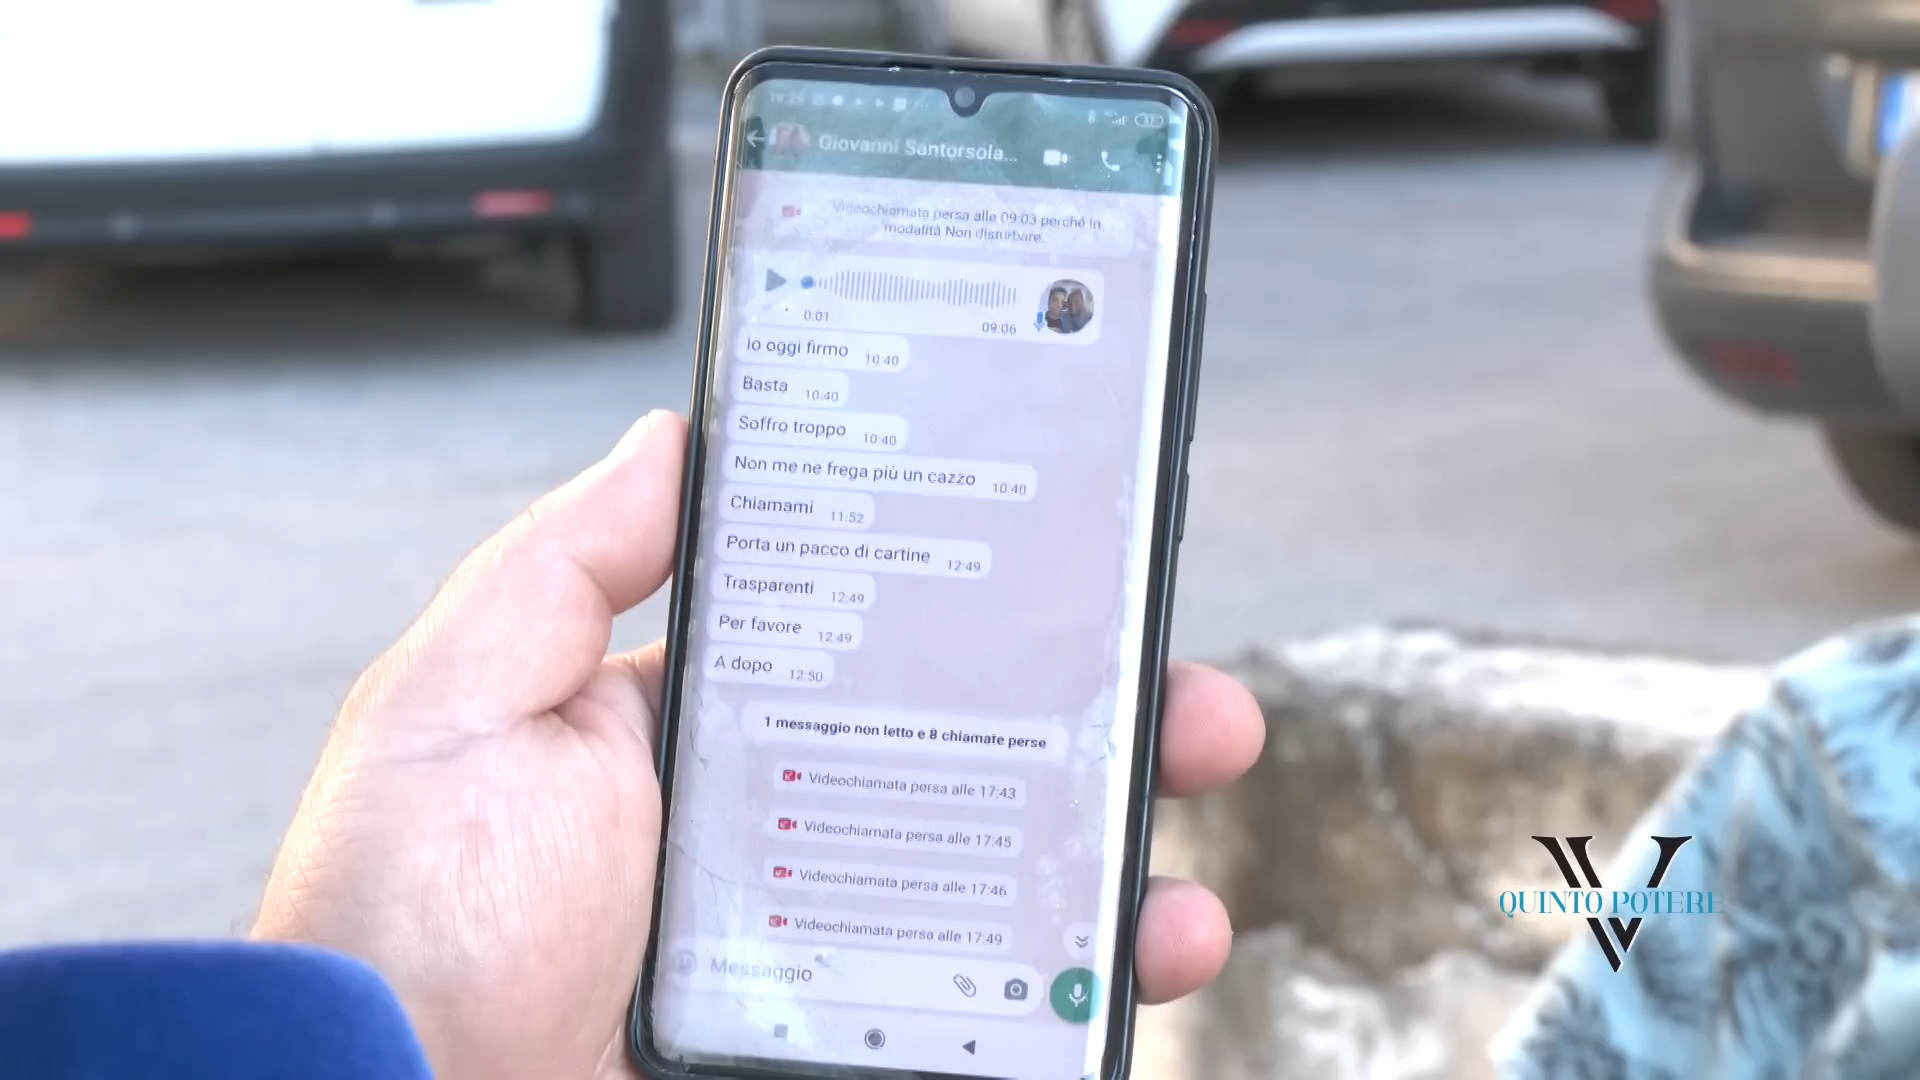 Giovanni Santorsola...
Videochiamata persa alle 09:03 perché in
modalità Non disturbare.
0:01
09:06
Io oggi firmo 10:40
Basta 10:40
Soffro troppo 10:40
Non me ne frega più un cazzo 10:40
Chiamami 11:52
Porta un pacco di cartine 12:49
Trasparenti 12:49
Per favore 12:49
A dopo 12:50
1 messaggio non letto e 8 chiamate perse
Videochiamata persa alle 17:43
Videochiamata persa alle 17:45
Videochiamata persa alle 17:46
Videochiamata persa alle 17:49
Messaggio
V
QUINTO POTERE